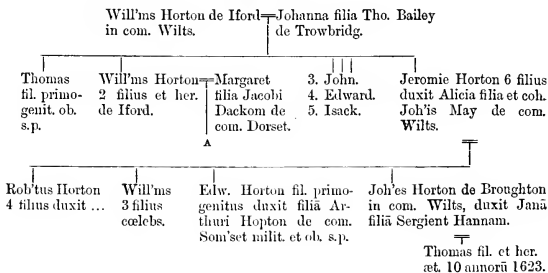 Will'ms Horton de Iford
in com. Wilts.
Johanna filia Tho. Bailey
de Trowbridg.
Thomas
fil. primo-
genit. ob.
s.p.
Will'ms Horton
2 filius et her.
de Iford.
Margaret
filia Jacobi
Dackom de
com. Dorset.
3. John.
4. Edward.
5. Isack.
Jeromie Horton 6 filius
duxit Alicia filia et coh.
Joh'is May de com.
Wilts.
A
Rob'tus Horton
4 filius duxit ...
Will'ms
3 filius
cœlebs.
Edw. Horton fil. primo-
genitus duxit filiā Ar-
thuri Hopton de com.
Som'set milit. et ob. s.p.
Joh'es Horton de Broughton
in com. Wilts, duxit Janā
filiā Sergient Hannam.
Thomas fil. et her.
æt. 10 annorū 1623.